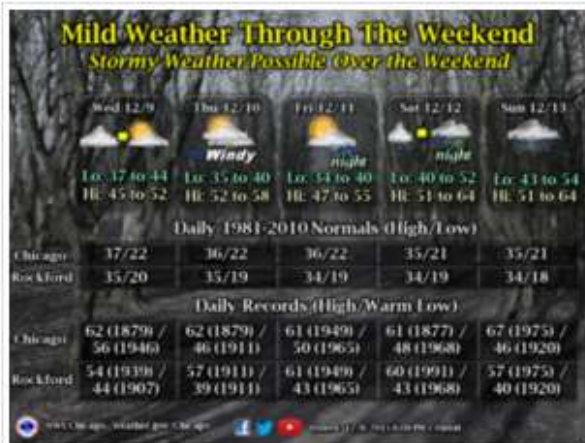 Mild Weather Through The Weekend
Stormy Weather Possible Over the Weekend
Wed 12/9 Thu 12/10 Fri 12/11 Sat 12/12 Sun 12/13
Windy night night
Lo: 37 to 44 Lo: 35 to 40 Lo: 34 to 40 Lo: 40 to 52 Lo: 43 to 54
Hi: 45 to 52 Hi: 52 to 58 Hi: 47 to 55 Hi: 51 to 64 Hi: 51 to 64
Daily 1981-2010 Normals (High/Low)
Chicago 37/22 36/22 36/22 35/21 35/21
Rockford 35/20 35/19 34/19 34/19 34/18
Daily Records (High/Warm Low)
Chicago 62 (1879) / 62 (1879) / 61 (1949) / 61 (1877) / 67 (1975) /
56 (1946) 46 (1911) 50 (1965) 48 (1968) 46 (1920)
Rockford 54 (1939) / 57 (1911) / 61 (1949) / 60 (1991) / 57 (1975) /
44 (1907) 39 (1911) 43 (1965) 43 (1968) 40 (1920)
NWS Chicago, weather.gov/Chicago